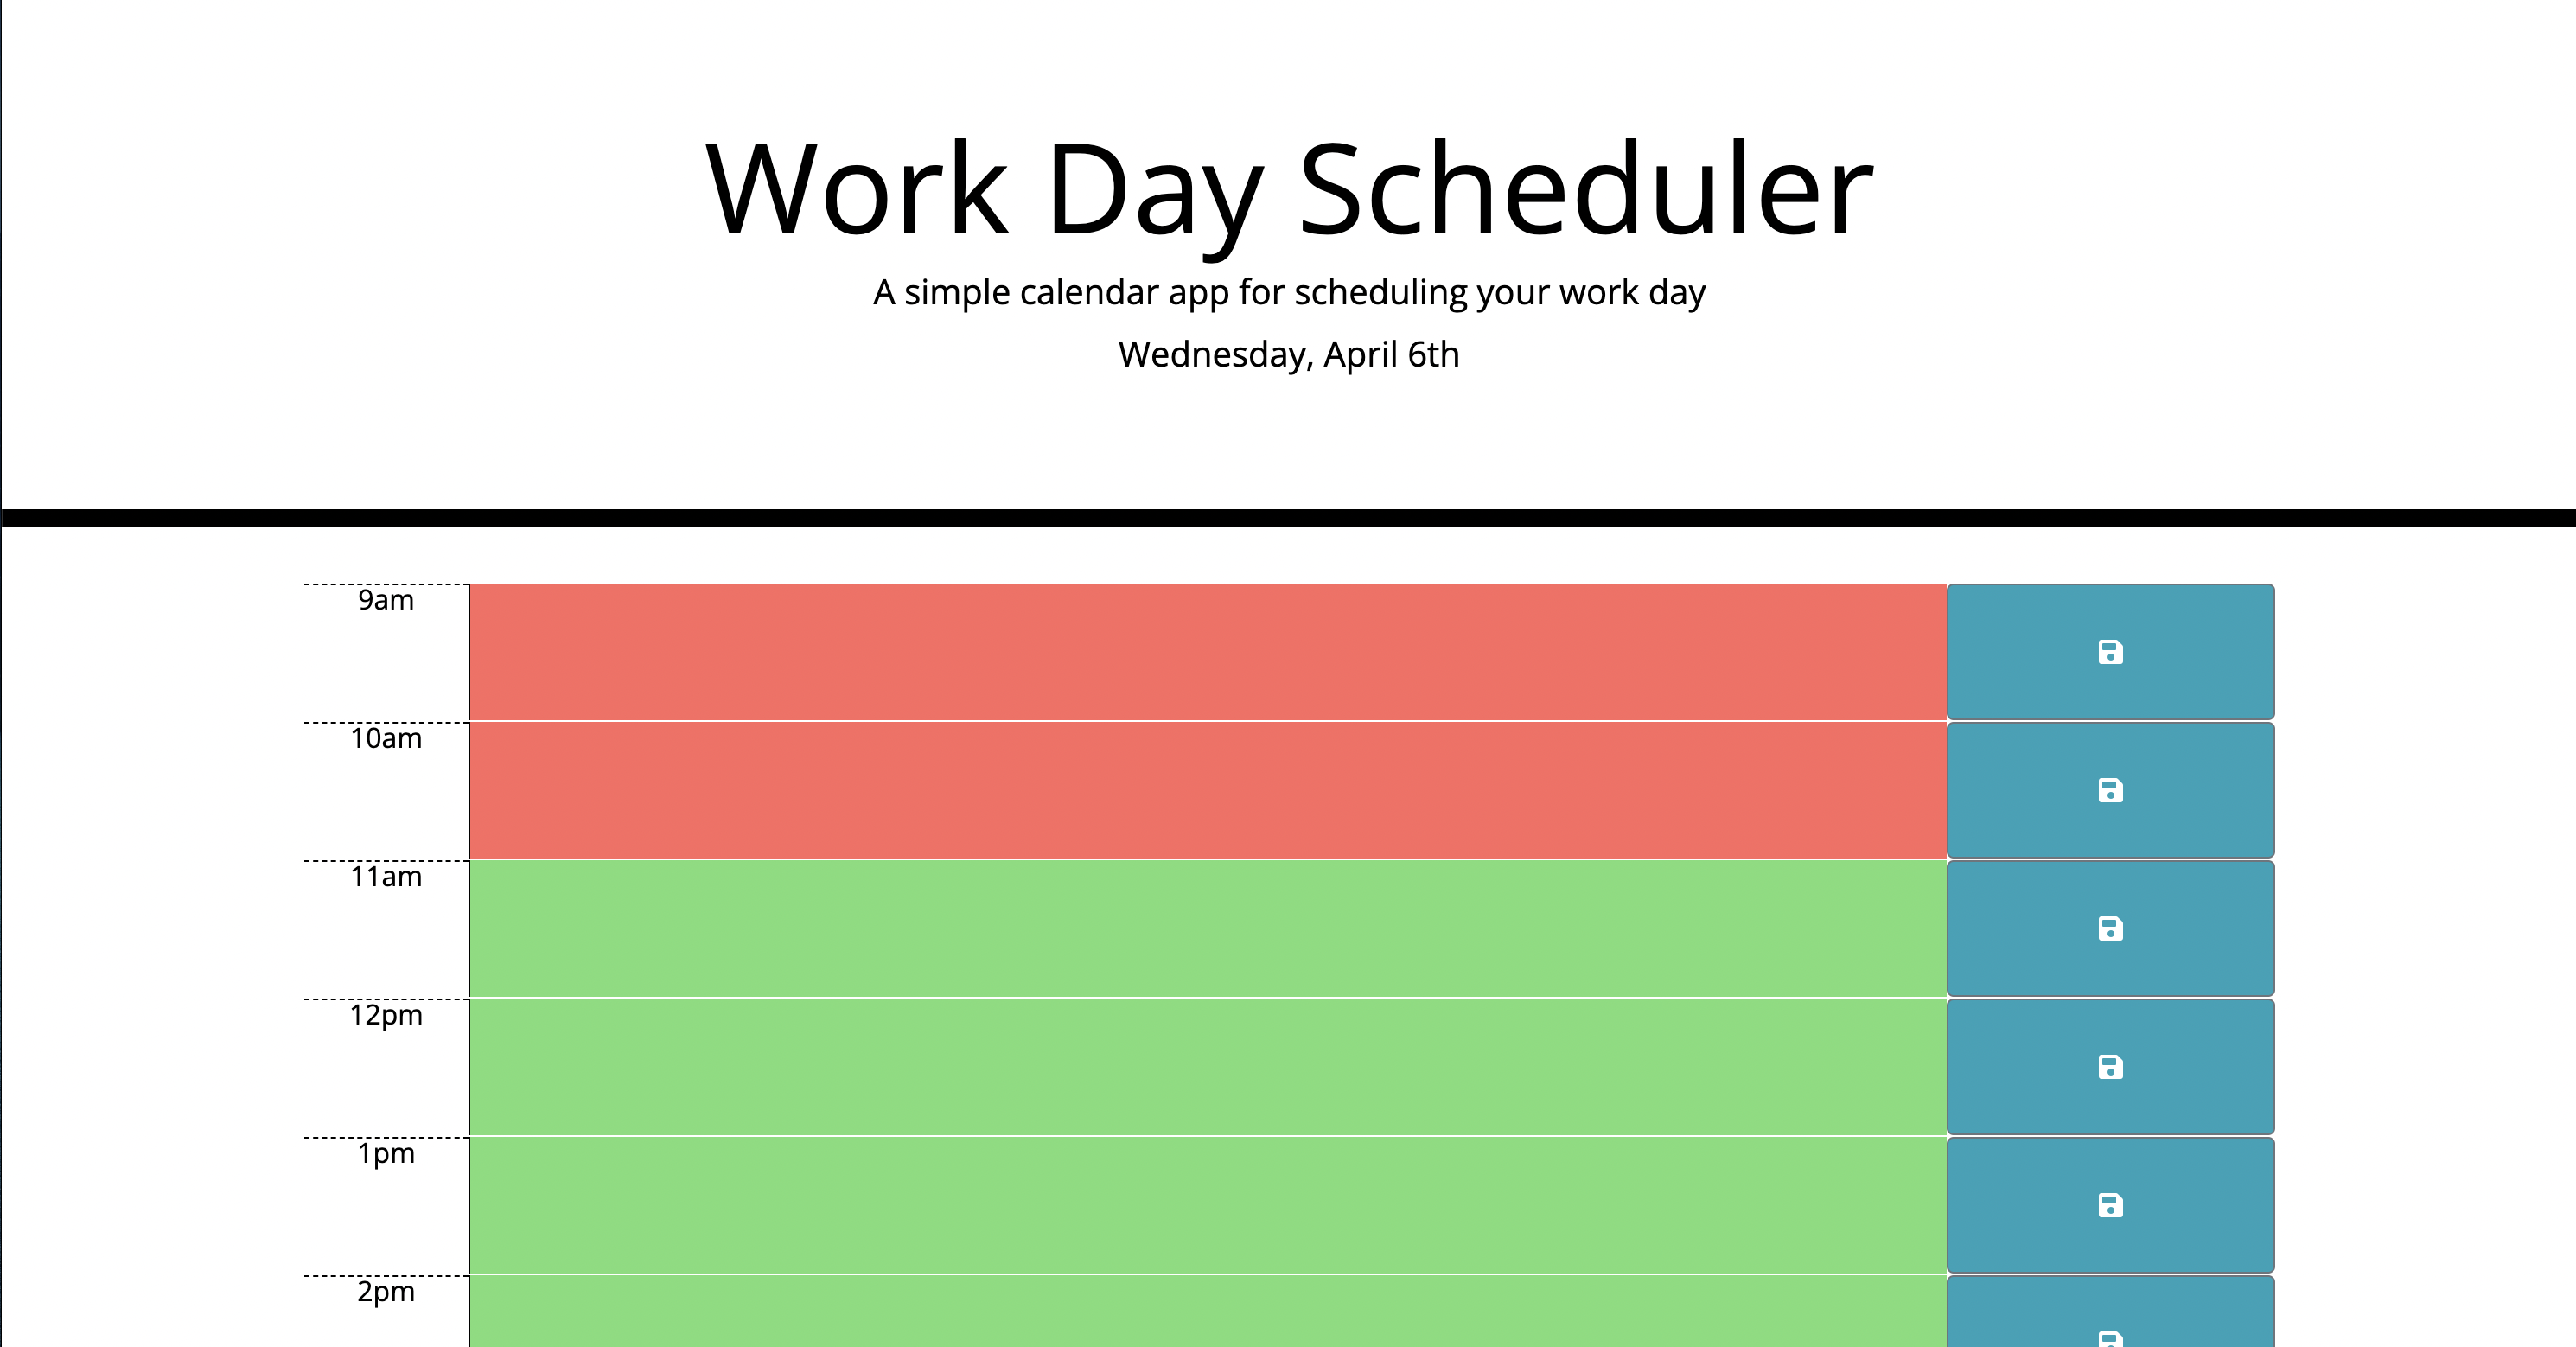 Work Day Scheduler
A simple calendar app for scheduling your work day
Wednesday, April 6th
9am
10am
11am
12pm
1pm
2pm